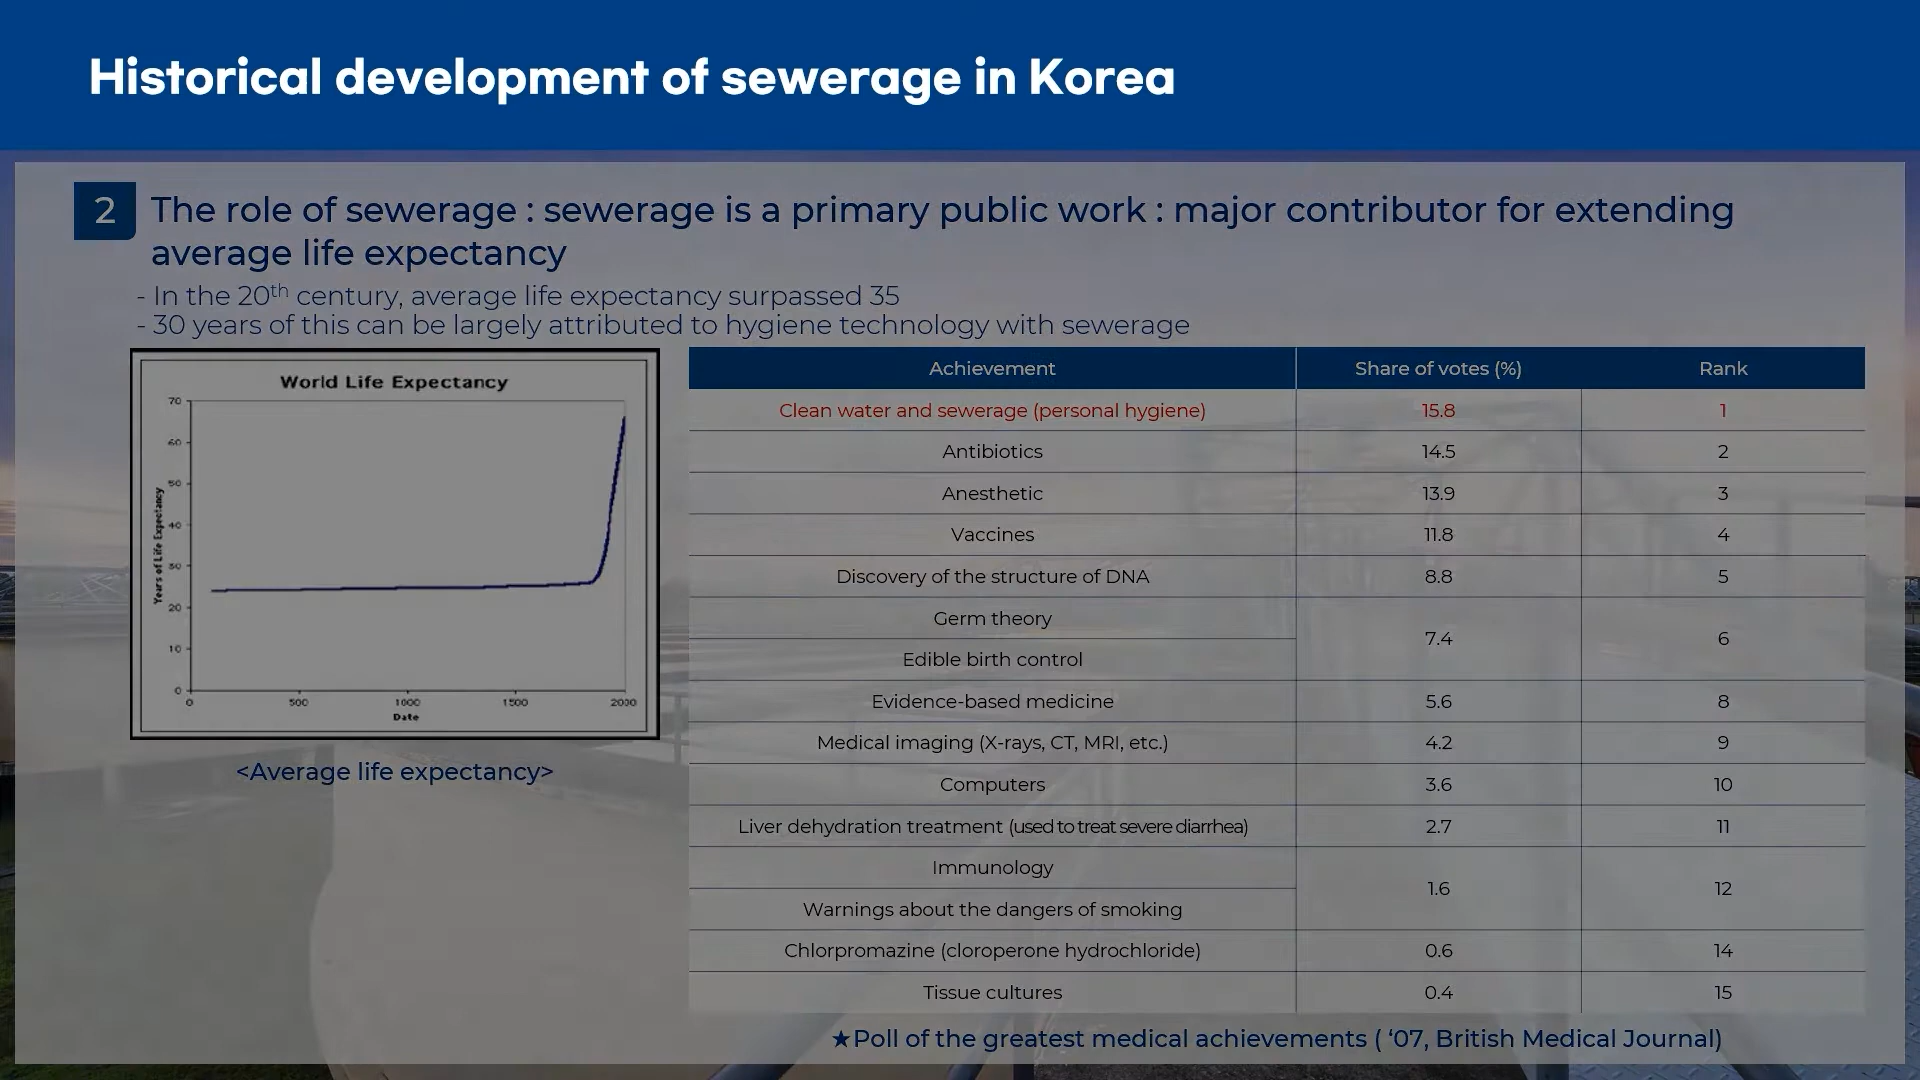 Historical development of sewerage in Korea
2
The role of sewerage : sewerage is a primary public work : major contributor for extending
average life expectancy
- In the 20th century, average life expectancy surpassed 35
- 30 years of this can be largely attributed to hygiene technology with sewerage
World Life Expectancy
Years of Life Expectancy
70
60
50
40
30
20
10
0
0 500 1000 1500 2000
Date
<Average life expectancy>
Achievement Share of votes (%) Rank
Clean water and sewerage (personal hygiene) 15.8 1
Antibiotics 14.5 2
Anesthetic 13.9 3
Vaccines 11.8 4
Discovery of the structure of DNA 8.8 5
Germ theory
7.4 6
Edible birth control
Evidence-based medicine 5.6 8
Medical imaging (X-rays, CT, MRI, etc.) 4.2 9
Computers 3.6 10
Liver dehydration treatment (used to treat severe diarrhea) 2.7 11
Immunology
1.6 12
Warnings about the dangers of smoking
Chlorpromazine (cloroperone hydrochloride) 0.6 14
Tissue cultures 0.4 15
★Poll of the greatest medical achievements ( ‘07, British Medical Journal)